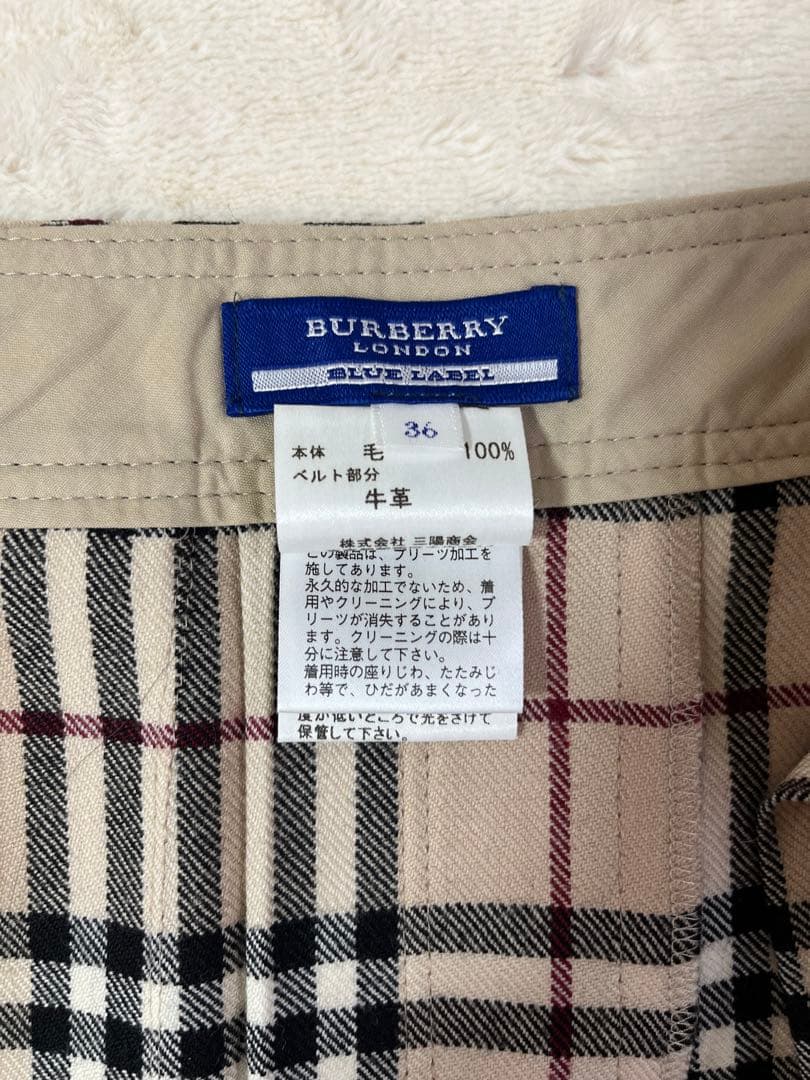 BURBERRY
LONDON
BLUE LABEL
36
本体 毛 100%
ベルト部分
牛革
株式会社 三陽商会
この製品は、プリーツ加工を
施してあります。
永久的な加工でないため、着
用やクリーニングにより、プ
リーツが消失することがあり
ます。クリーニングの際は十
分に注意して下さい。
着用時の座りじわ、たたみじ
わ等で、ひだがあまくなった
度が低いところで光をさけて
保管して下さい。